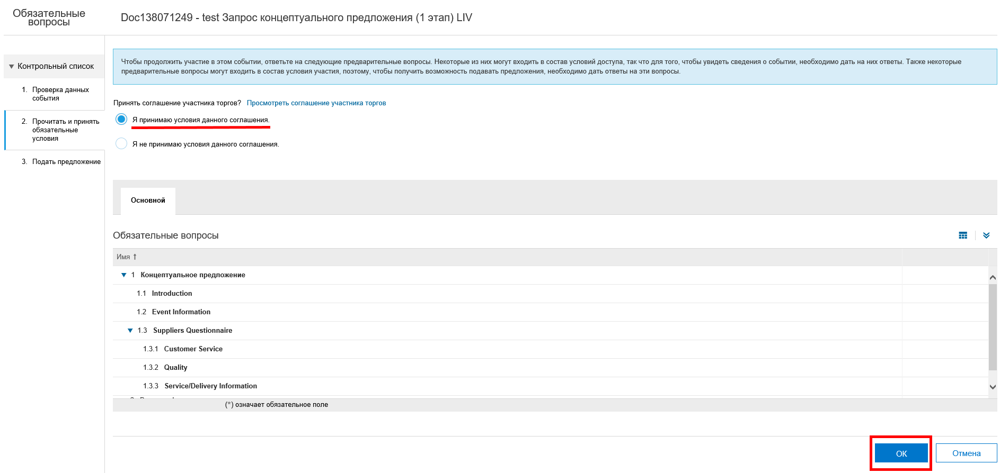 Обязательные
вопросы
Doc138071249 - test Запрос концептуального предложения (1 этап) LIV
Контрольный список
1. Проверка данных
события
2. Прочитать и принять
обязательные
условия
3. Подать предложение
Чтобы продолжить участие в этом событии, ответьте на следующие предварительные вопросы. Некоторые из них могут входить в состав условий доступа, так что для того, чтобы увидеть сведения о событии, необходимо дать на них ответы. Также некоторые
предварительные вопросы могут входить в состав условия участия, поэтому, чтобы получить возможность подавать предложения, необходимо дать ответы на эти вопросы.
Принять соглашение участника торгов? Просмотреть соглашение участника торгов
Я принимаю условия данного соглашения.
Я не принимаю условия данного соглашения.
Основной
Обязательные вопросы
Имя ↑
1 Концептуальное предложение
1.1 Introduction
1.2 Event Information
1.3 Suppliers Questionnaire
1.3.1 Customer Service
1.3.2 Quality
1.3.3 Service/Delivery Information
(*) означает обязательное поле
ОК
Отмена